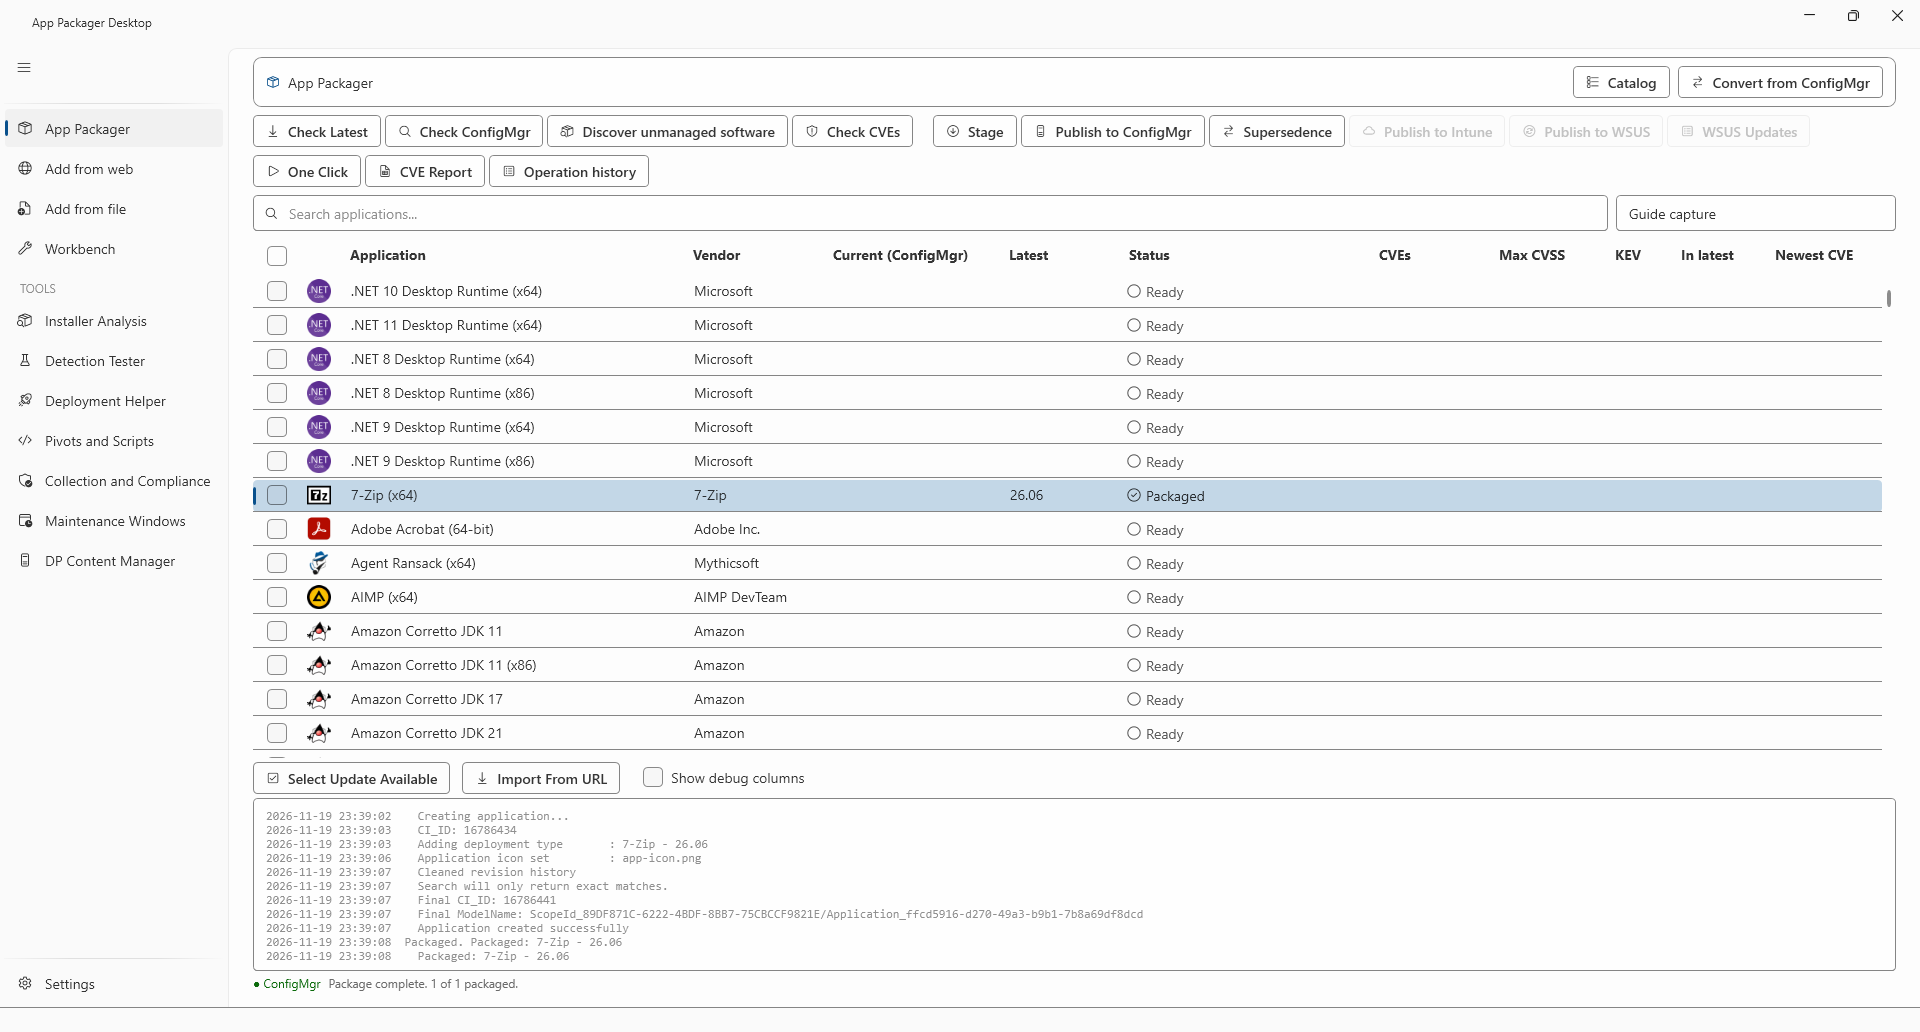 App Packager Desktop
App Packager
Add from web
Add from file
Workbench
TOOLS
Installer Analysis
Detection Tester
Deployment Helper
Pivots and Scripts
Collection and Compliance
Maintenance Windows
DP Content Manager
Settings
App Packager
Catalog
Convert from ConfigMgr
Check Latest
Check ConfigMgr
Discover unmanaged software
Check CVEs
Stage
Publish to ConfigMgr
Supersedence
Publish to Intune
Publish to WSUS
WSUS Updates
One Click
CVE Report
Operation history
Search applications...
Guide capture
Application Vendor Current (ConfigMgr) Latest Status CVEs Max CVSS KEV In latest Newest CVE
.NET 10 Desktop Runtime (x64) Microsoft Ready
.NET 11 Desktop Runtime (x64) Microsoft Ready
.NET 8 Desktop Runtime (x64) Microsoft Ready
.NET 8 Desktop Runtime (x86) Microsoft Ready
.NET 9 Desktop Runtime (x64) Microsoft Ready
.NET 9 Desktop Runtime (x86) Microsoft Ready
7-Zip (x64) 7-Zip 26.06 Packaged
Adobe Acrobat (64-bit) Adobe Inc. Ready
Agent Ransack (x64) Mythicsoft Ready
AIMP (x64) AIMP DevTeam Ready
Amazon Corretto JDK 11 Amazon Ready
Amazon Corretto JDK 11 (x86) Amazon Ready
Amazon Corretto JDK 17 Amazon Ready
Amazon Corretto JDK 21 Amazon Ready
Select Update Available
Import From URL
Show debug columns
2026-11-19 23:39:02 Creating application...
2026-11-19 23:39:03 CI_ID: 16786434
2026-11-19 23:39:03 Adding deployment type : 7-Zip - 26.06
2026-11-19 23:39:06 Application icon set : app-icon.png
2026-11-19 23:39:07 Cleaned revision history
2026-11-19 23:39:07 Search will only return exact matches.
2026-11-19 23:39:07 Final CI_ID: 16786441
2026-11-19 23:39:07 Final ModelName: ScopeId_89DF871C-6222-4BDF-8BB7-75CBCCF9821E/Application_ffcd5916-d270-49a3-b9b1-7b8a69df8dcd
2026-11-19 23:39:07 Application created successfully
2026-11-19 23:39:08 Packaged. Packaged: 7-Zip - 26.06
2026-11-19 23:39:08 Packaged: 7-Zip - 26.06
ConfigMgr Package complete. 1 of 1 packaged.